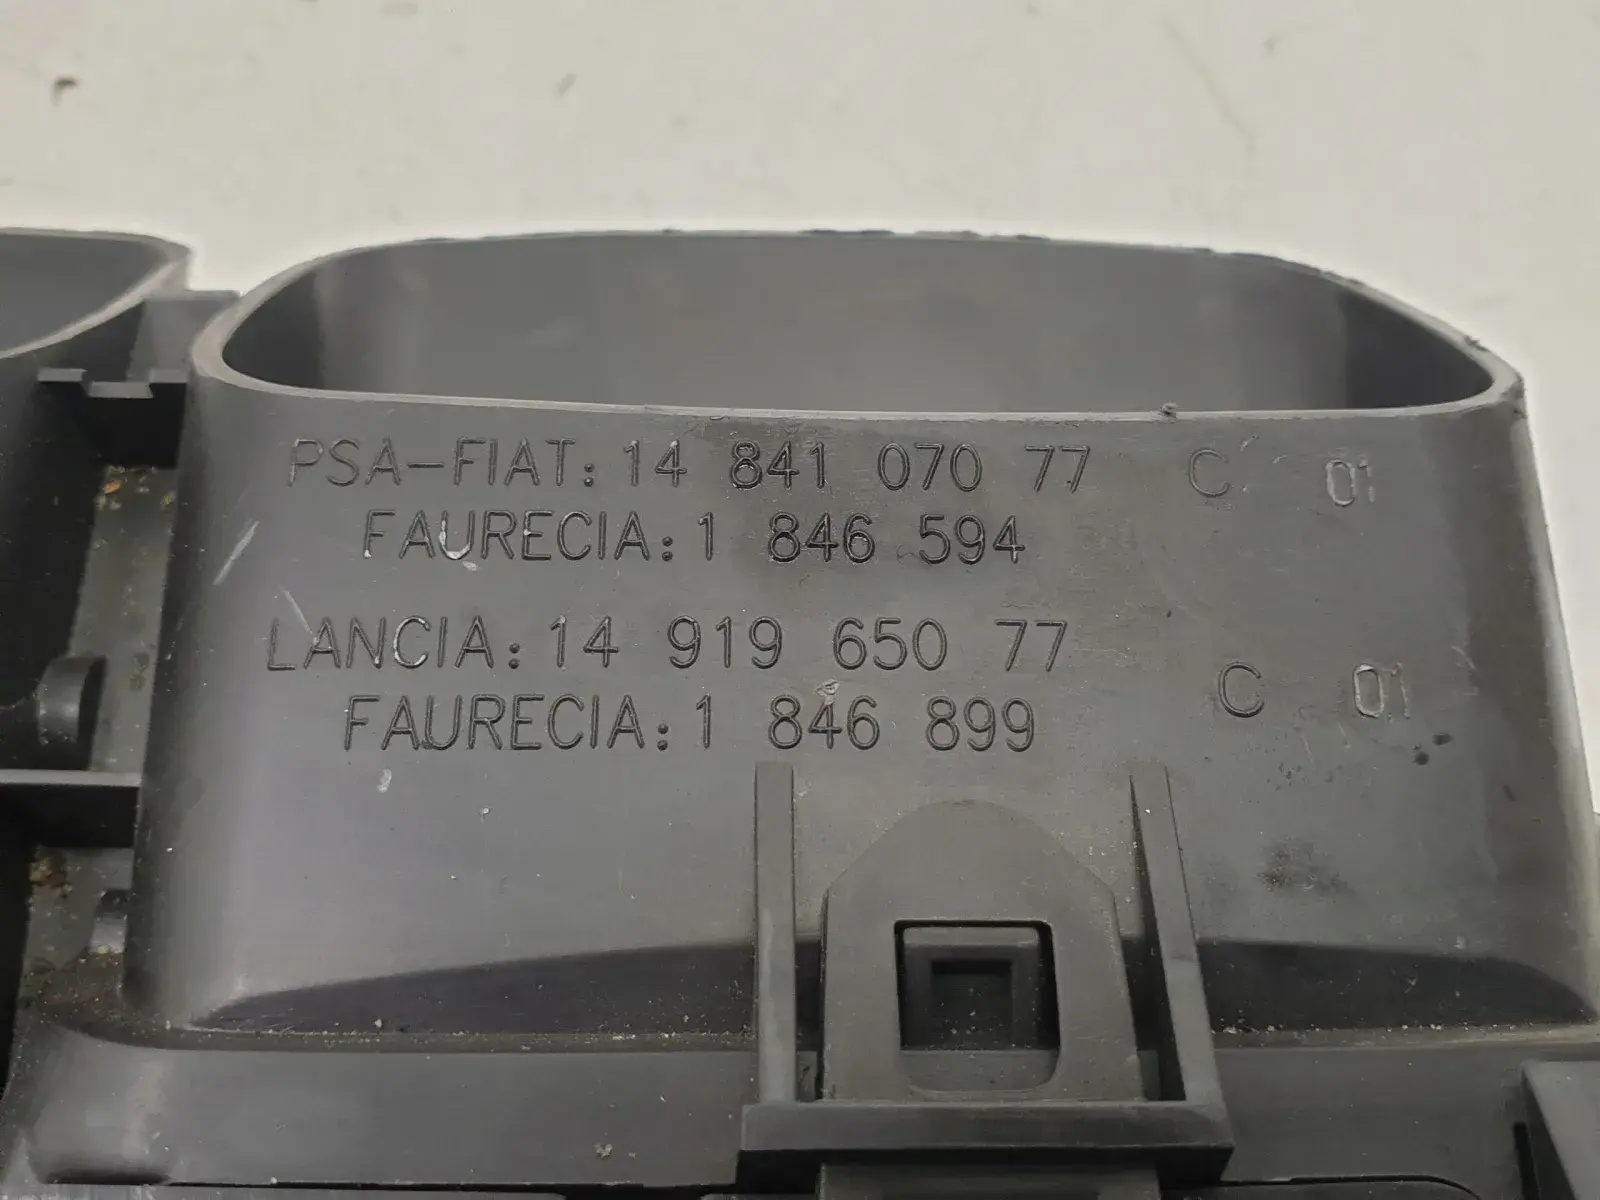 PSA-FIAT: 14 841 070 77 C 01
FAURECIA: 1 846 594
LANCIA: 14 919 650 77 C 01
FAURECIA: 1 846 899